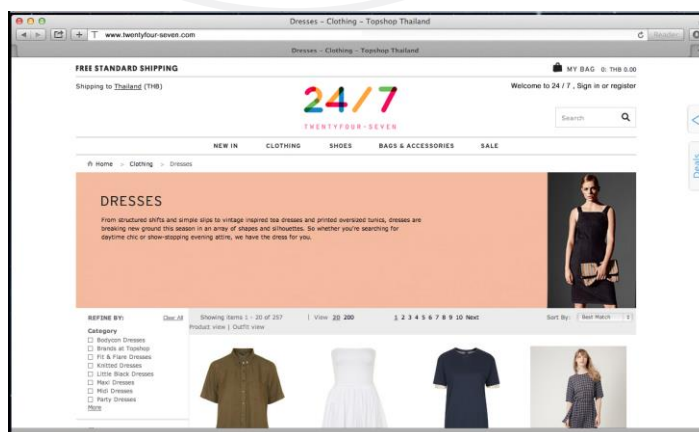 Dresses – Clothing – Topshop Thailand
www.twentyfour-seven.com
Reader
Dresses – Clothing – Topshop Thailand
FREE STANDARD SHIPPING
MY BAG 0: THB 0.00
Shipping to Thailand (THB)
Welcome to 24 / 7 , Sign in or register
24/7
TWENTYFOUR-SEVEN
Search
Deals
NEW IN CLOTHING SHOES BAGS & ACCESSORIES SALE
Home > Clothing > Dresses
DRESSES
From structured shifts and simple slips to vintage inspired tea dresses and printed oversized tunics, dresses are
breaking new ground this season in an array of shapes and silhouettes. So whether you're searching for
daytime chic or show-stopping evening attire, we have the dress for you.
REFINE BY: Clear All
Showing items 1 - 20 of 257 | View 20 200 1 2 3 4 5 6 7 8 9 10 Next Sort By: Best Match
Product view | Outfit view
Category
Bodycon Dresses
Brands at Topshop
Fit & Flare Dresses
Knitted Dresses
Little Black Dresses
Maxi Dresses
Midi Dresses
Party Dresses
More